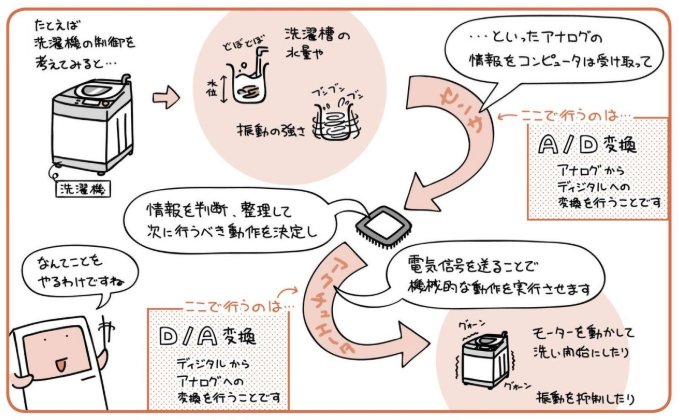 たとえば
洗濯機の制御を
考えてみると…
洗濯機
どぼどぼ
水位
洗濯槽の
水量や
ブンブン
ブン
振動の強さ
…といったアナログの
情報をコンピュータは受け取って
センサ
ここで行うのは…
A/D変換
アナログから
ディジタルへの
変換を行うことです
情報を判断、整理して
次に行うべき動作を決定し
なんてことを
やるわけですね
アクチュエータ
電気信号を送ることで
機械的な動作を実行させます
ここで行うのは…
D/A変換
ディジタルから
アナログへの
変換を行うことです
グォーン
グォーン
モーターを動かして
洗い開始にしたり
振動を抑制したり